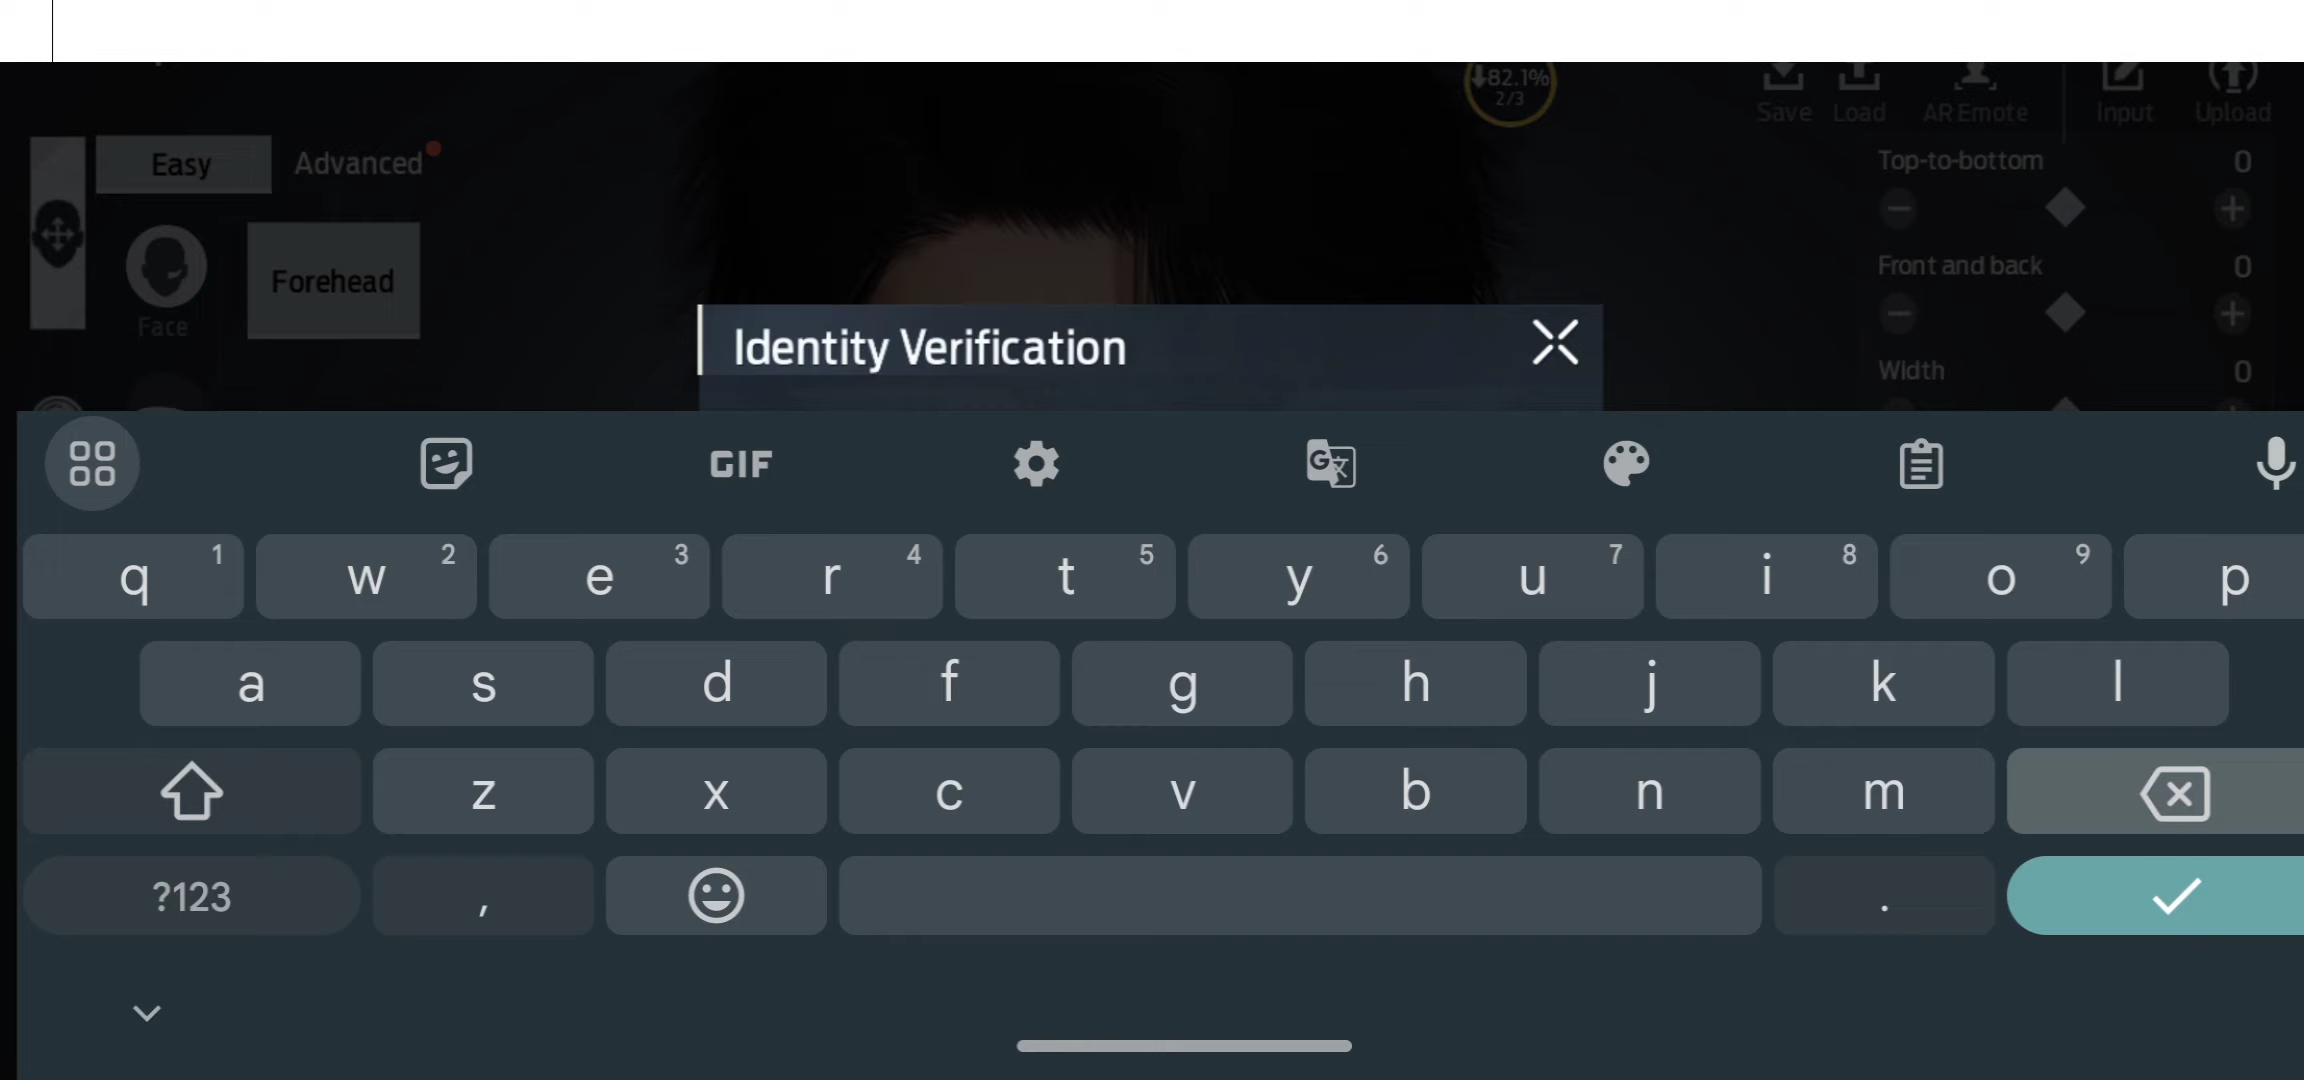 82.1%
2/3
Save Load AR Emote Input Upload
Easy Advanced
Top-to-bottom 0
Front and back 0
Face
Forehead
Width 0
Identity Verification
GIF
G
q 1 w 2 e 3 r 4 t 5 y 6 u 7 i 8 o 9 p
a s d f g h j k l
z x c v b n m
?123 , .